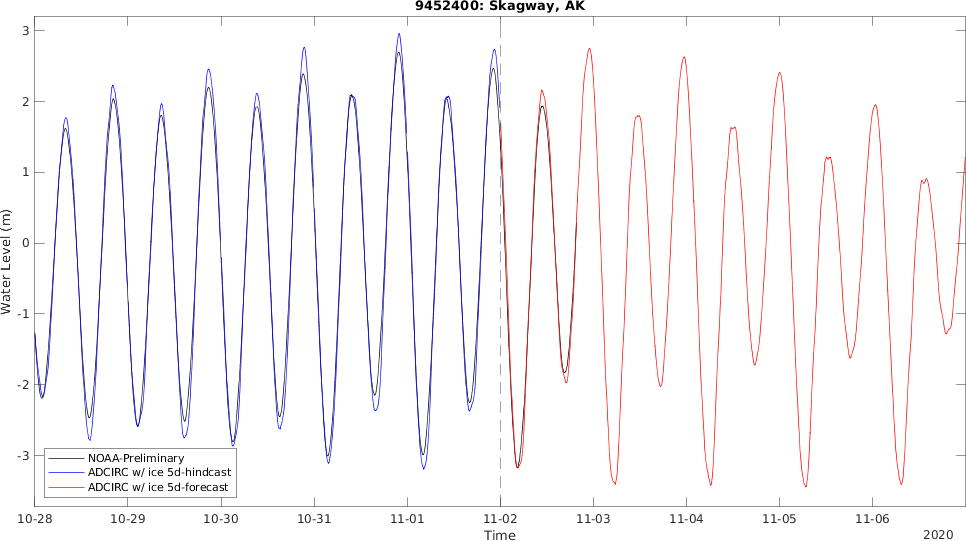 9452400: Skagway, AK
3
2
1
0
-1
-2
-3
Water Level (m)
NOAA-Preliminary
ADCIRC w/ ice 5d-hindcast
ADCIRC w/ ice 5d-forecast
10-28 10-29 10-30 10-31 11-01 11-02 11-03 11-04 11-05 11-06
Time
2020